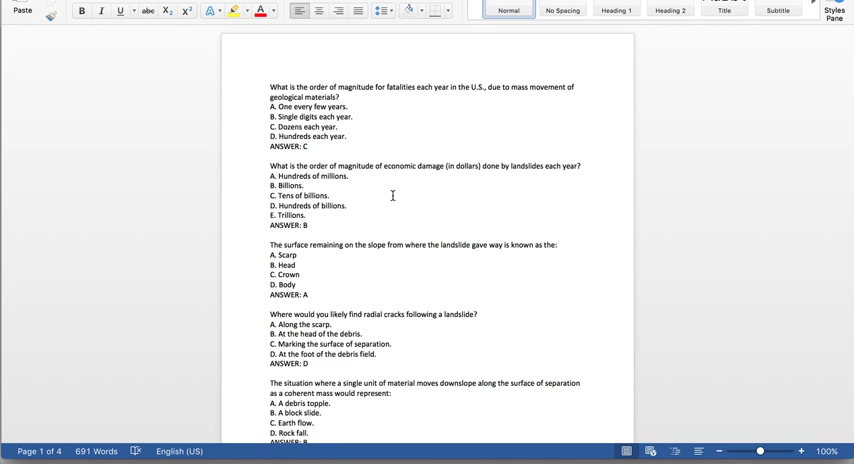 Paste
B I U abc X2 X2 A A
Normal No Spacing Heading 1 Heading 2 Title Subtitle
Styles
Pane
What is the order of magnitude for fatalities each year in the U.S., due to mass movement of
geological materials?
A. One every few years.
B. Single digits each year.
C. Dozens each year.
D. Hundreds each year.
ANSWER: C
What is the order of magnitude of economic damage (in dollars) done by landslides each year?
A. Hundreds of millions.
B. Billions.
C. Tens of billions.
D. Hundreds of billions.
E. Trillions.
ANSWER: B
The surface remaining on the slope from where the landslide gave way is known as the:
A. Scarp
B. Head
C. Crown
D. Body
ANSWER: A
Where would you likely find radial cracks following a landslide?
A. Along the scarp.
B. At the head of the debris.
C. Marking the surface of separation.
D. At the foot of the debris field.
ANSWER: D
The situation where a single unit of material moves downslope along the surface of separation
as a coherent mass would represent:
A. A debris topple.
B. A block slide.
C. Earth flow.
D. Rock fall.
ANSWER: B
Page 1 of 4 691 Words English (US) 100%